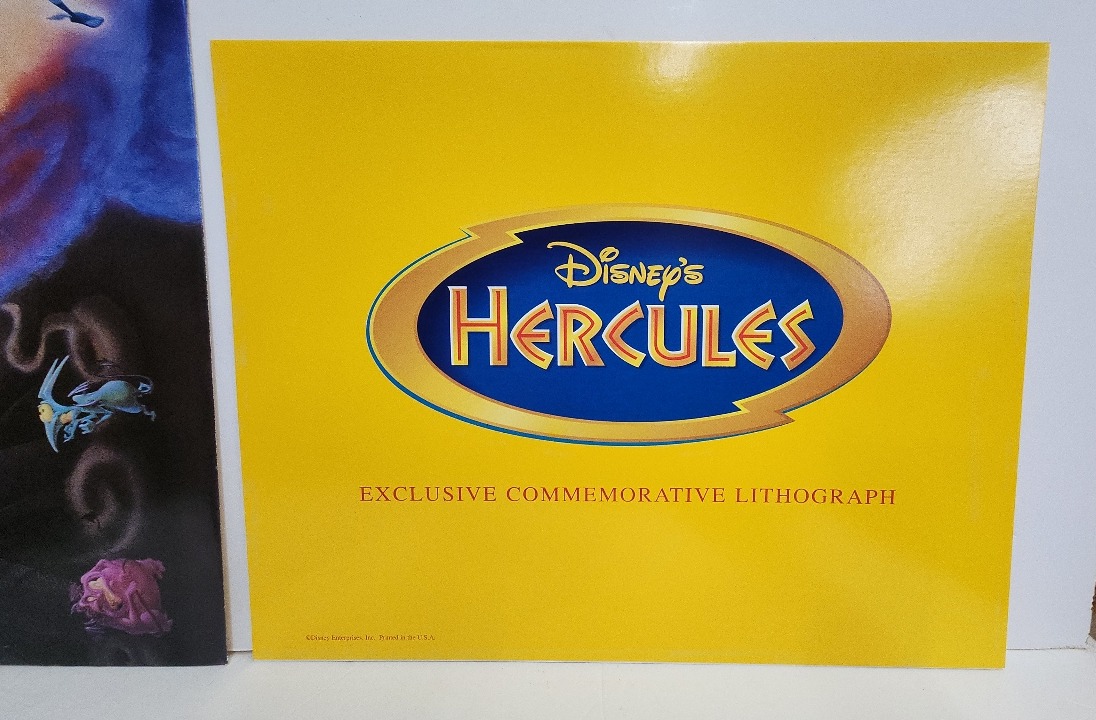 Disney's
HERCULES
EXCLUSIVE COMMEMORATIVE LITHOGRAPH
©Disney Enterprises, Inc. Printed in the U.S.A.